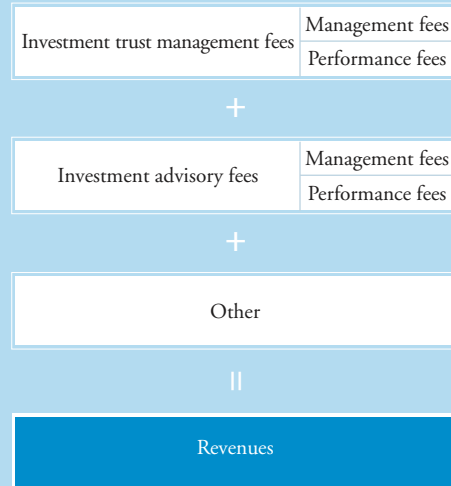 Investment trust management fees
Management fees
Performance fees
+
Investment advisory fees
Management fees
Performance fees
+
Other
=
Revenues